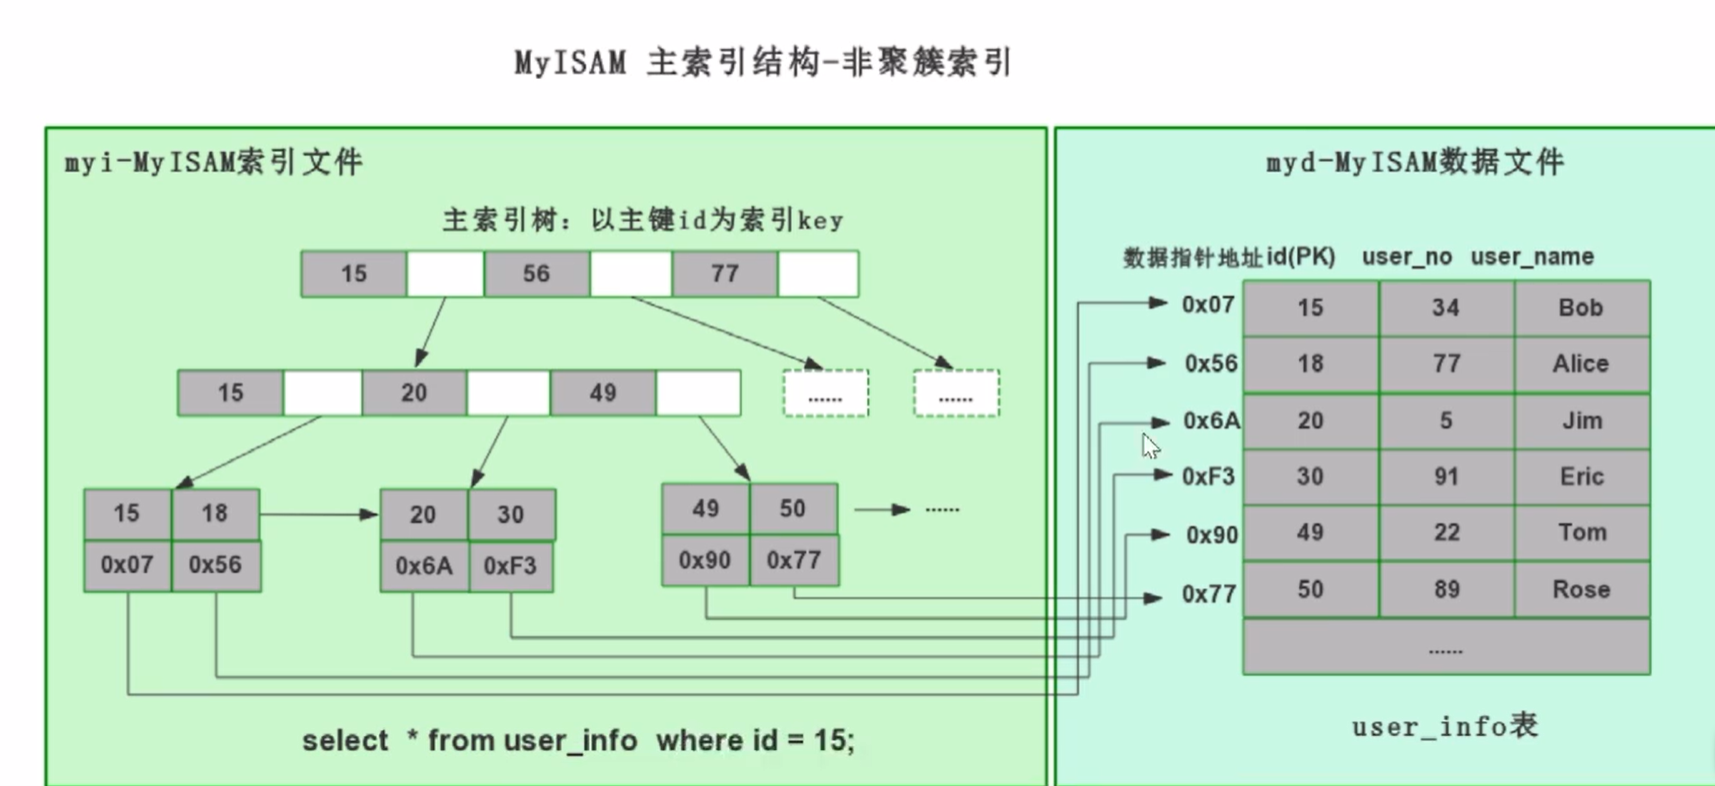 MyISAM 主索引结构-非聚簇索引
myi-MyISAM索引文件
主索引树：以主键id为索引key
15 56 77
15 20 49 ...... ......
15 18 20 30 49 50 ......
0x07 0x56 0x6A 0xF3 0x90 0x77
select * from user_info where id = 15;
myd-MyISAM数据文件
数据指针地址 id(PK) user_no user_name
0x07 15 34 Bob
0x56 18 77 Alice
0x6A 20 5 Jim
0xF3 30 91 Eric
0x90 49 22 Tom
0x77 50 89 Rose
......
user_info表